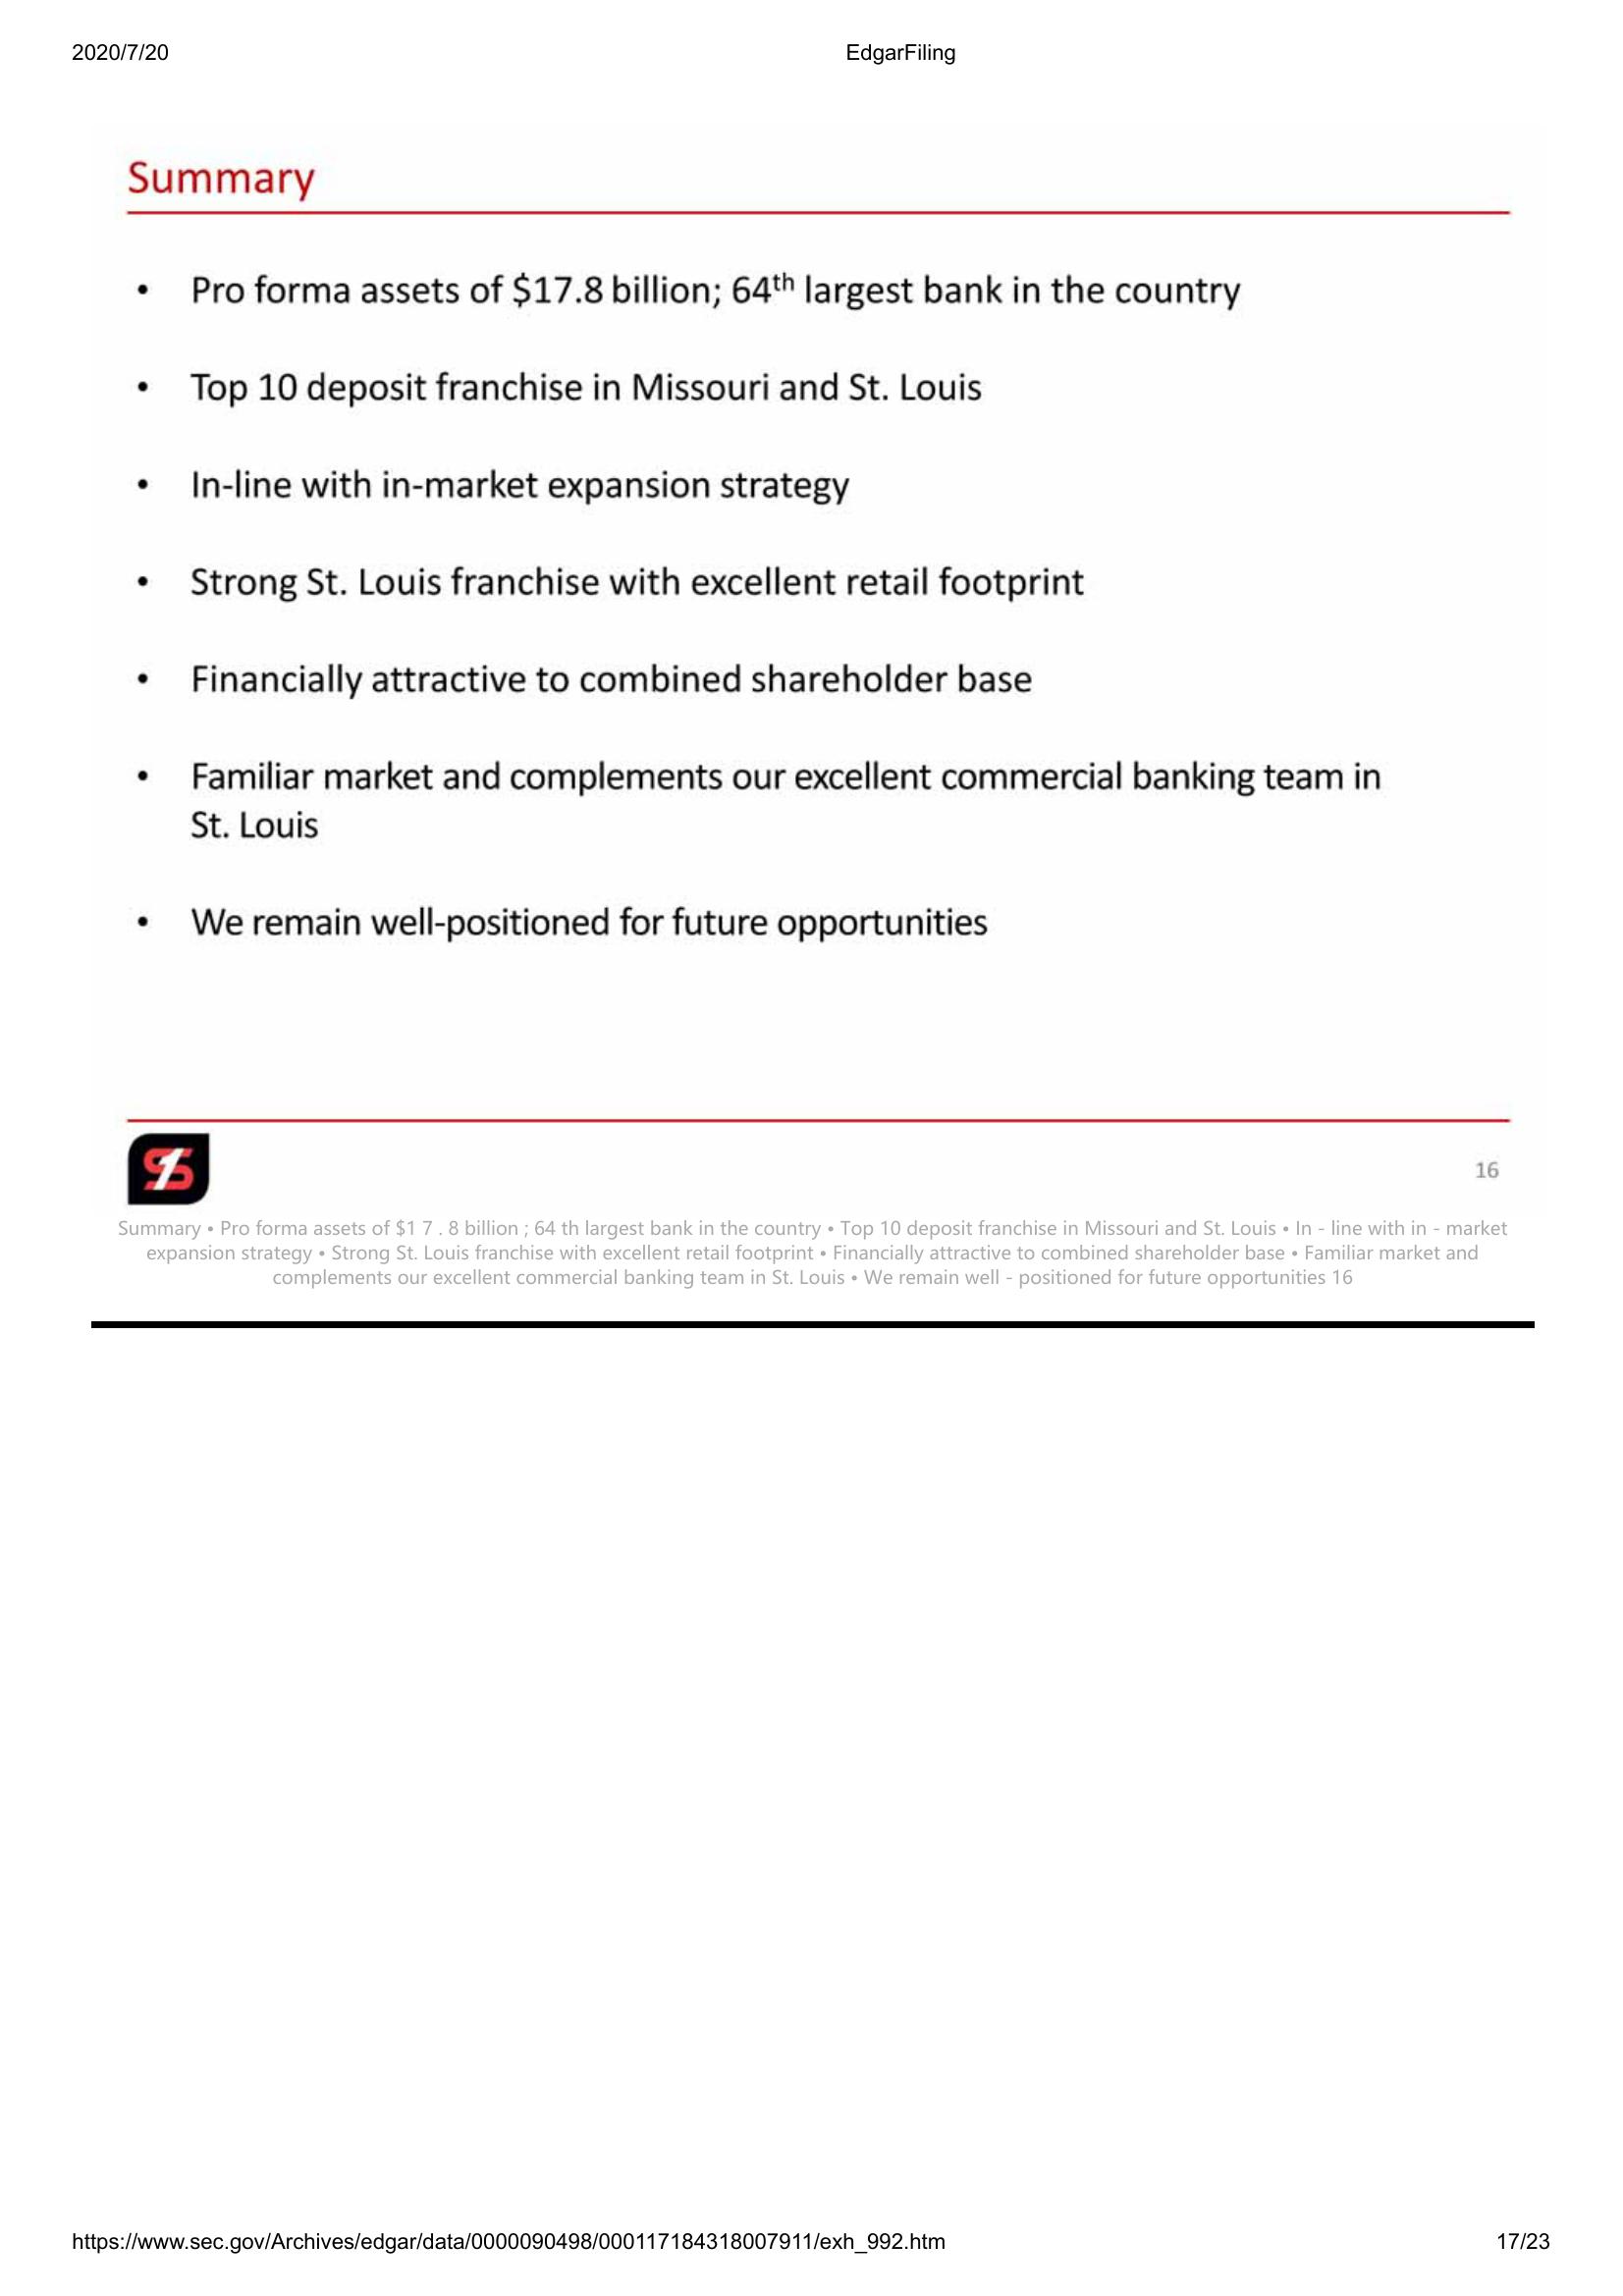 2020/7/20
EdgarFiling
Summary
• Pro forma assets of $17.8 billion; 64th largest bank in the country
• Top 10 deposit franchise in Missouri and St. Louis
• In-line with in-market expansion strategy
• Strong St. Louis franchise with excellent retail footprint
• Financially attractive to combined shareholder base
• Familiar market and complements our excellent commercial banking team in
St. Louis
• We remain well-positioned for future opportunities
16
Summary • Pro forma assets of $1 7 . 8 billion ; 64 th largest bank in the country • Top 10 deposit franchise in Missouri and St. Louis • In - line with in - market
expansion strategy • Strong St. Louis franchise with excellent retail footprint • Financially attractive to combined shareholder base • Familiar market and
complements our excellent commercial banking team in St. Louis • We remain well - positioned for future opportunities 16
https://www.sec.gov/Archives/edgar/data/0000090498/000117184318007911/exh_992.htm
17/23